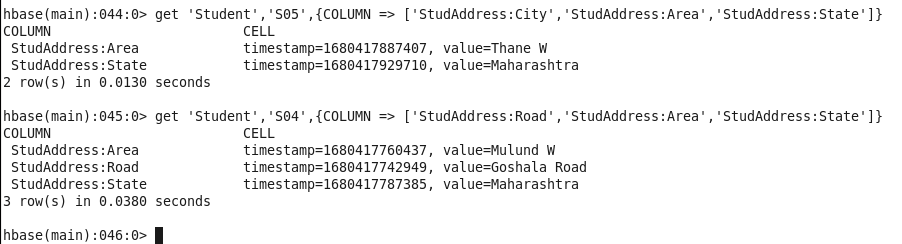 hbase(main):044:0> get 'Student','S05',{COLUMN => ['StudAddress:City','StudAddress:Area','StudAddress:State']}
COLUMN CELL
StudAddress:Area timestamp=1680417887407, value=Thane W
StudAddress:State timestamp=1680417929710, value=Maharashtra
2 row(s) in 0.0130 seconds
hbase(main):045:0> get 'Student','S04',{COLUMN => ['StudAddress:Road','StudAddress:Area','StudAddress:State']}
COLUMN CELL
StudAddress:Area timestamp=1680417760437, value=Mulund W
StudAddress:Road timestamp=1680417742949, value=Goshala Road
StudAddress:State timestamp=1680417787385, value=Maharashtra
3 row(s) in 0.0380 seconds
hbase(main):046:0>